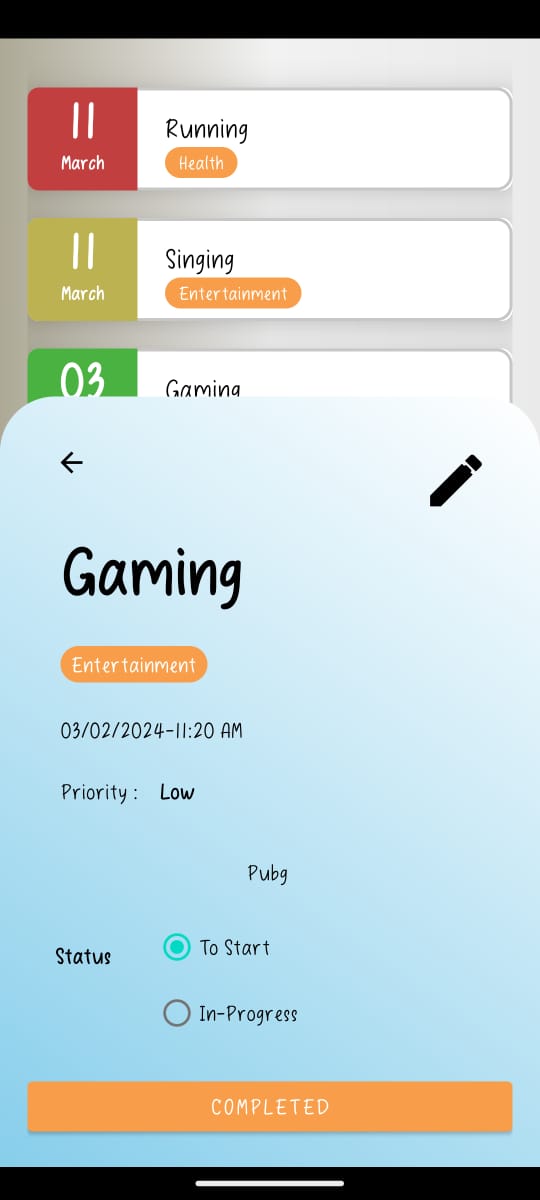 11
March
Running
Health
11
March
Singing
Entertainment
03
Gaming
Gaming
Entertainment
03/02/2024-11:20 AM
Priority : Low
Pubg
Status
To Start
In-Progress
COMPLETED